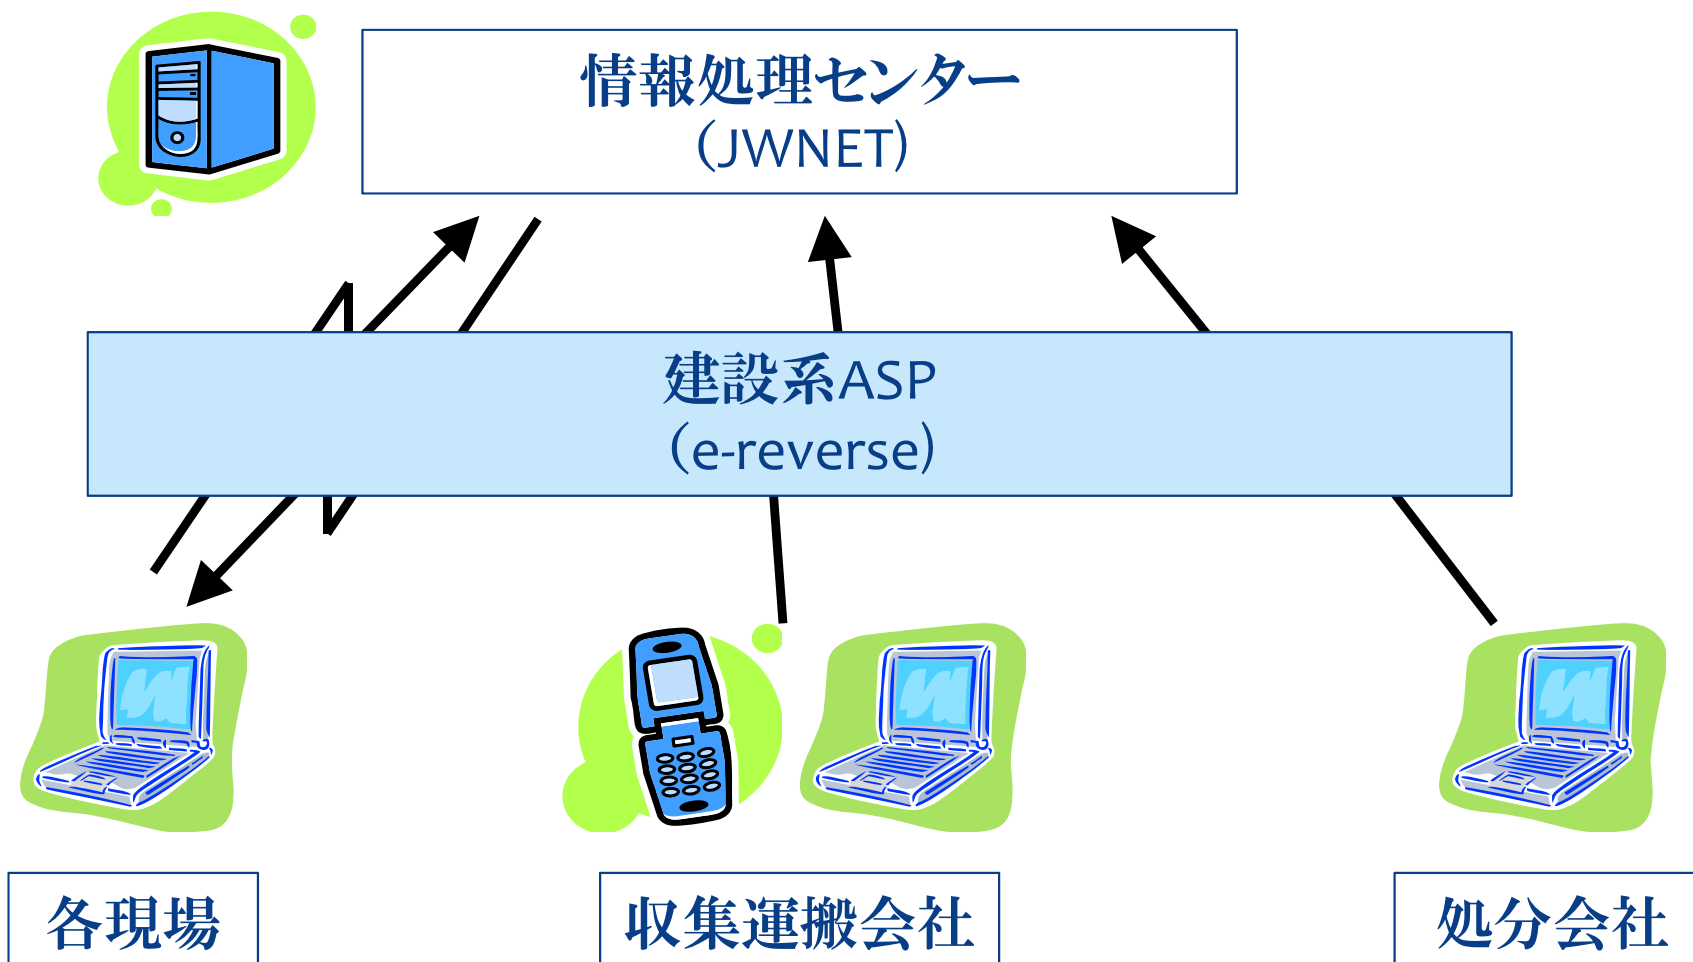 情報処理センター
（JWNET）
建設系ASP
（e-reverse）
各現場
収集運搬会社
処分会社